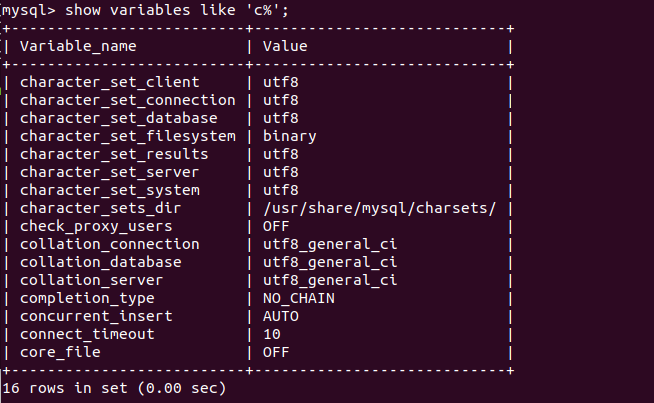 mysql> show variables like 'c%';
+--------------------------+----------------------------+
| Variable_name            | Value                      |
+--------------------------+----------------------------+
| character_set_client     | utf8                       |
| character_set_connection | utf8                       |
| character_set_database   | utf8                       |
| character_set_filesystem | binary                     |
| character_set_results    | utf8                       |
| character_set_server     | utf8                       |
| character_set_system     | utf8                       |
| character_sets_dir       | /usr/share/mysql/charsets/ |
| check_proxy_users        | OFF                        |
| collation_connection     | utf8_general_ci            |
| collation_database       | utf8_general_ci            |
| collation_server         | utf8_general_ci            |
| completion_type          | NO_CHAIN                   |
| concurrent_insert        | AUTO                       |
| connect_timeout          | 10                         |
| core_file                | OFF                        |
+--------------------------+----------------------------+
16 rows in set (0.00 sec)